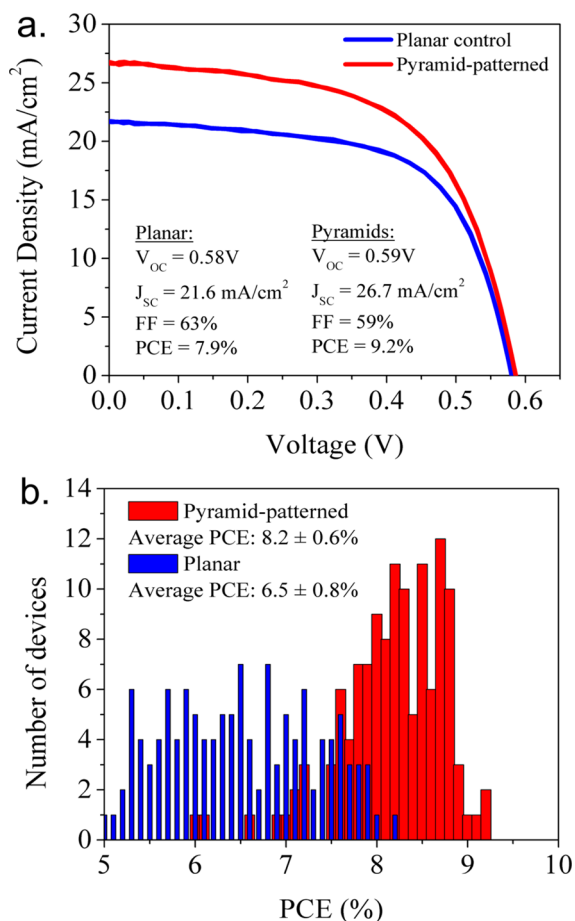 a.
Planar control
Pyramid-patterned
30
25
20
15
10
5
0
Current Density (mA/cm²)
Planar:
V_OC = 0.58V
J_SC = 21.6 mA/cm²
FF = 63%
PCE = 7.9%
Pyramids:
V_OC = 0.59V
J_SC = 26.7 mA/cm²
FF = 59%
PCE = 9.2%
0.0 0.1 0.2 0.3 0.4 0.5 0.6
Voltage (V)
b.
14
12
10
8
6
4
2
0
Number of devices
Pyramid-patterned
Average PCE: 8.2 ± 0.6%
Planar
Average PCE: 6.5 ± 0.8%
5 6 7 8 9 10
PCE (%)